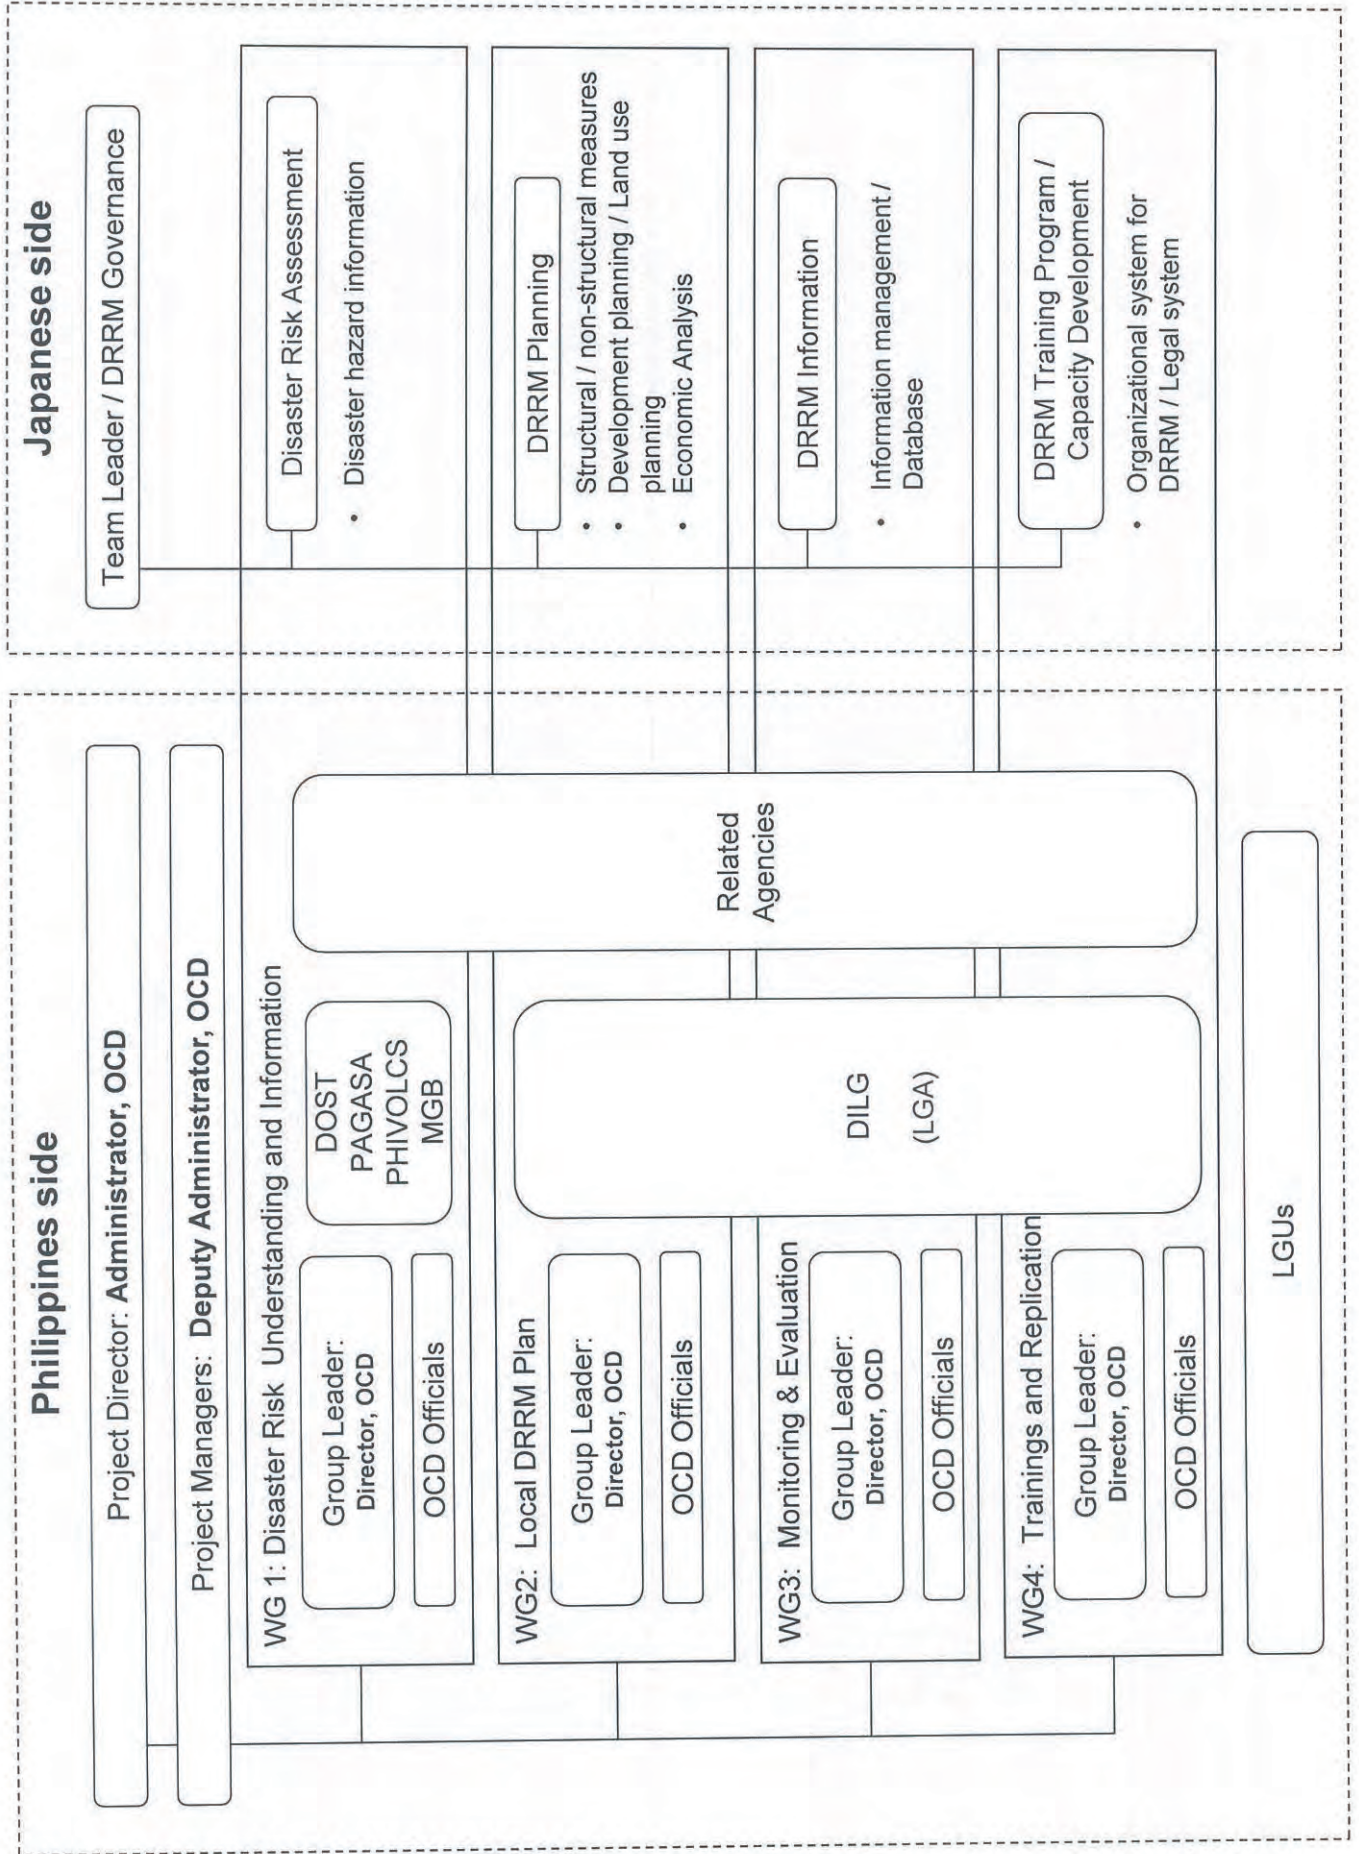 Philippines side
Project Director: Administrator, OCD
Project Managers: Deputy Administrator, OCD
WG 1: Disaster Risk Understanding and Information
Group Leader:
Director, OCD
OCD Officials
DOST
PAGASA
PHIVOLCS
MGB
WG2: Local DRRM Plan
Group Leader:
Director, OCD
OCD Officials
WG3: Monitoring & Evaluation
Group Leader:
Director, OCD
OCD Officials
WG4: Trainings and Replication
Group Leader:
Director, OCD
OCD Officials
DILG
(LGA)
Related
Agencies
LGUs
Japanese side
Team Leader / DRRM Governance
Disaster Risk Assessment
• Disaster hazard information
DRRM Planning
• Structural / non-structural measures
• Development planning / Land use
planning
• Economic Analysis
DRRM Information
• Information management /
Database
DRRM Training Program /
Capacity Development
• Organizational system for
DRRM / Legal system